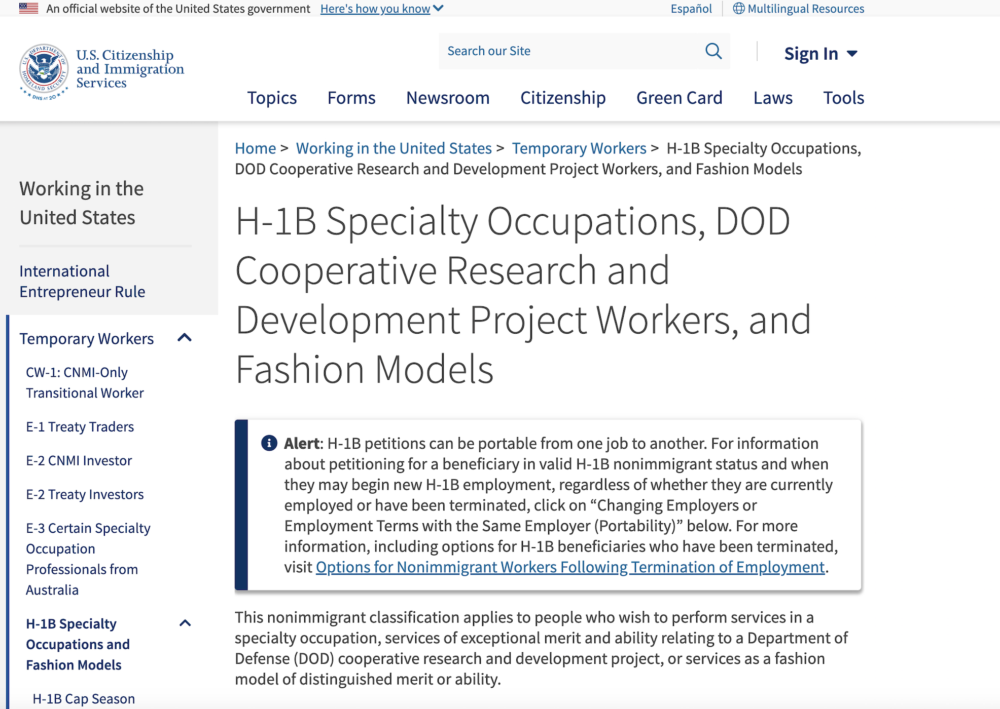 An official website of the United States government Here's how you know
Español
Multilingual Resources
U.S. DEPARTMENT OF HOMELAND SECURITY
DHS AT 20
U.S. Citizenship
and Immigration
Services
Search our Site
Sign In
Topics Forms Newsroom Citizenship Green Card Laws Tools
Working in the
United States
International
Entrepreneur Rule
Temporary Workers
CW-1: CNMI-Only
Transitional Worker
E-1 Treaty Traders
E-2 CNMI Investor
E-2 Treaty Investors
E-3 Certain Specialty
Occupation
Professionals from
Australia
H-1B Specialty
Occupations and
Fashion Models
H-1B Cap Season
Home > Working in the United States > Temporary Workers > H-1B Specialty Occupations,
DOD Cooperative Research and Development Project Workers, and Fashion Models
H-1B Specialty Occupations, DOD
Cooperative Research and
Development Project Workers, and
Fashion Models
Alert: H-1B petitions can be portable from one job to another. For information
about petitioning for a beneficiary in valid H-1B nonimmigrant status and when
they may begin new H-1B employment, regardless of whether they are currently
employed or have been terminated, click on “Changing Employers or
Employment Terms with the Same Employer (Portability)” below. For more
information, including options for H-1B beneficiaries who have been terminated,
visit Options for Nonimmigrant Workers Following Termination of Employment.
This nonimmigrant classification applies to people who wish to perform services in a
specialty occupation, services of exceptional merit and ability relating to a Department of
Defense (DOD) cooperative research and development project, or services as a fashion
model of distinguished merit or ability.